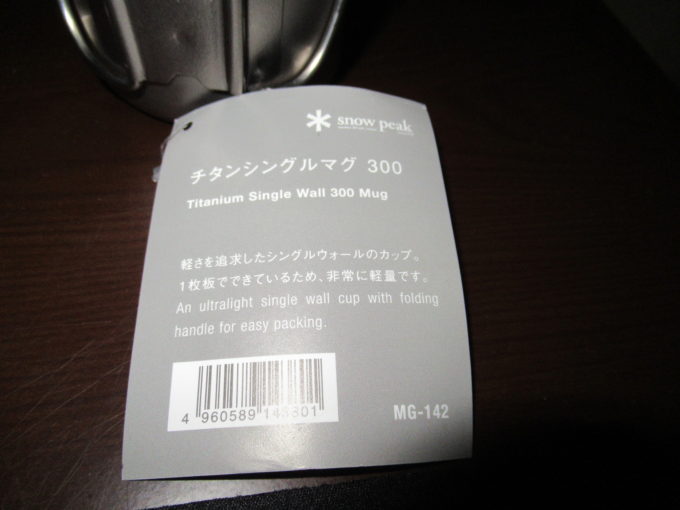 snow peak
チタンシングルマグ 300
Titanium Single Wall 300 Mug
軽さを追求したシングルウォールのカップ。
1枚板でできているため、非常に軽量です。
An ultralight single wall cup with folding
handle for easy packing.
4 960589 143301
MG-142